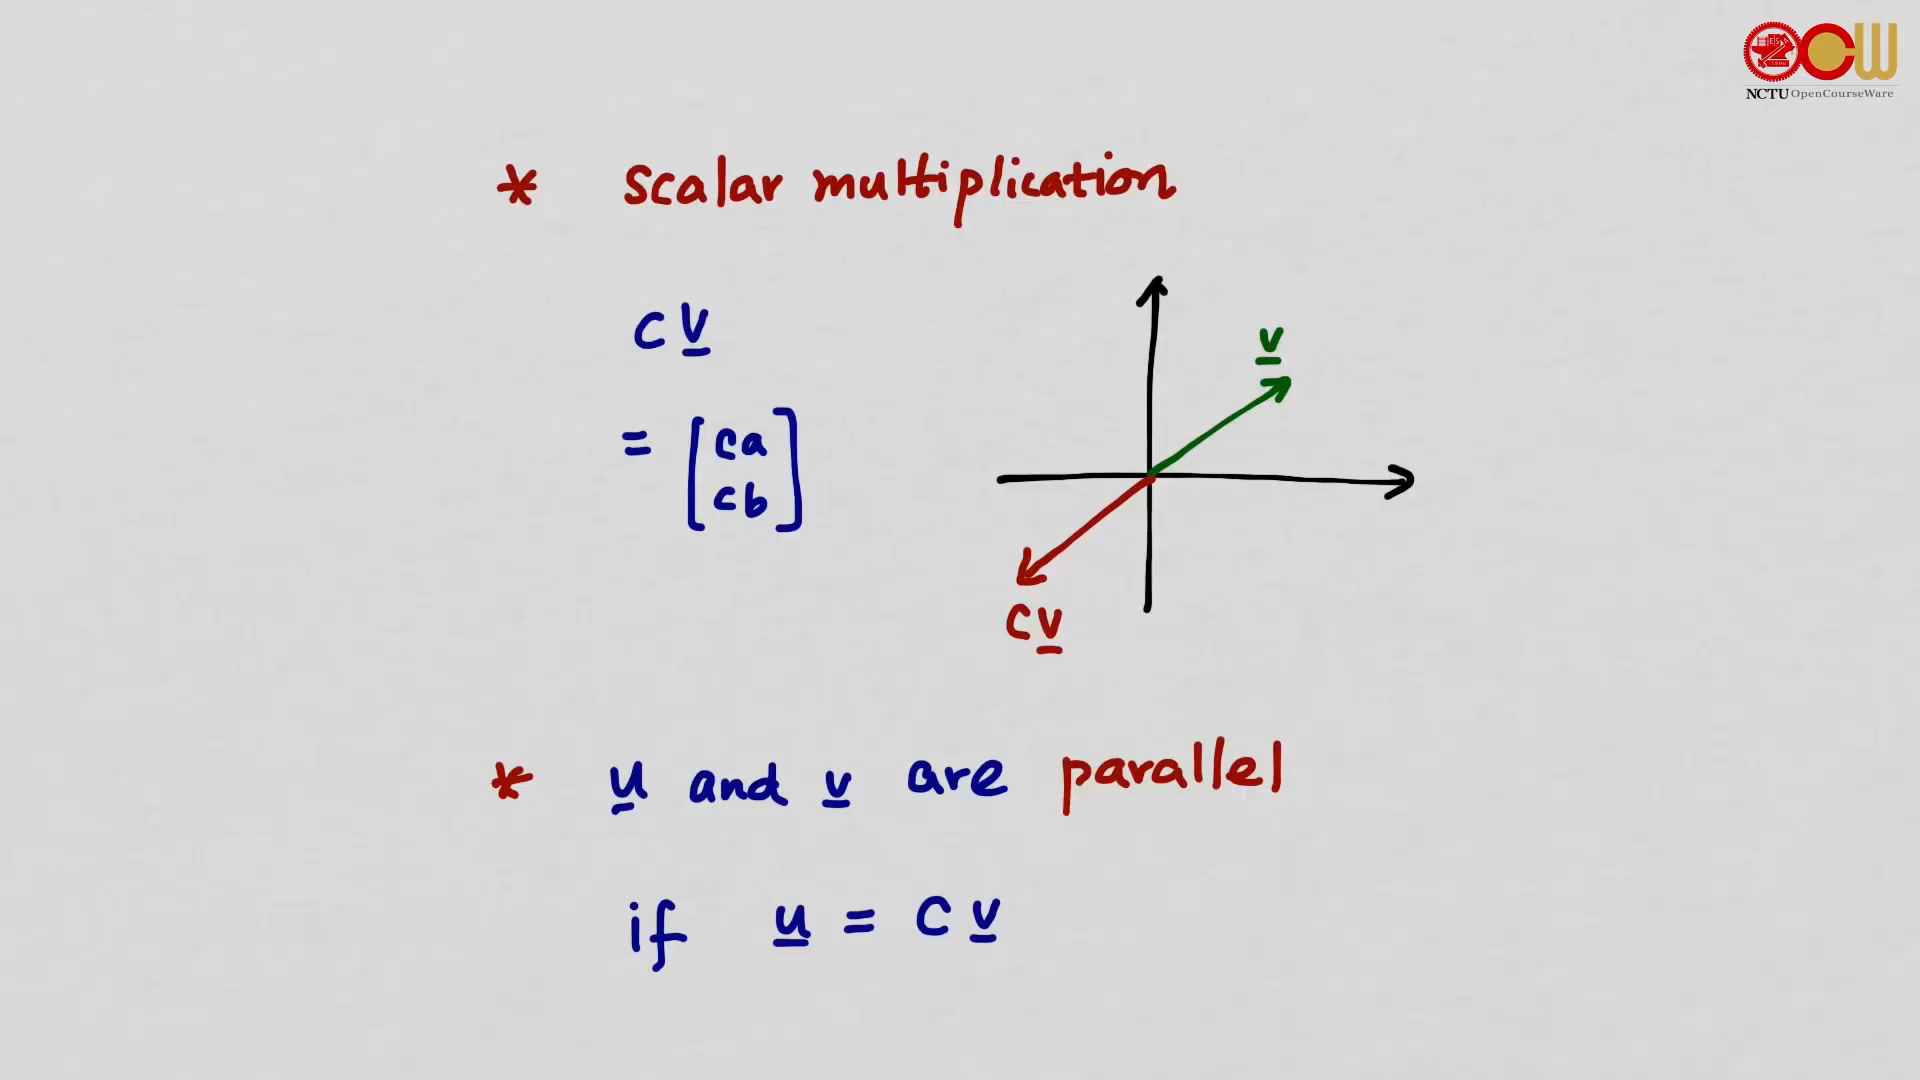 NCTU OpenCourseWare
* scalar multiplication
c v
= [ca
cb]
v
cv
* u and v are parallel
if u = c v